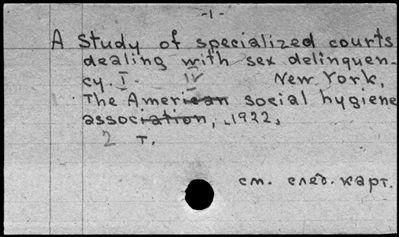 -1-
A Study of specialized courts
dealing with sex delinquen-
cy. I- IV New York,
The American social hygiene
association, 1922,
2 т.
см. след. карт.